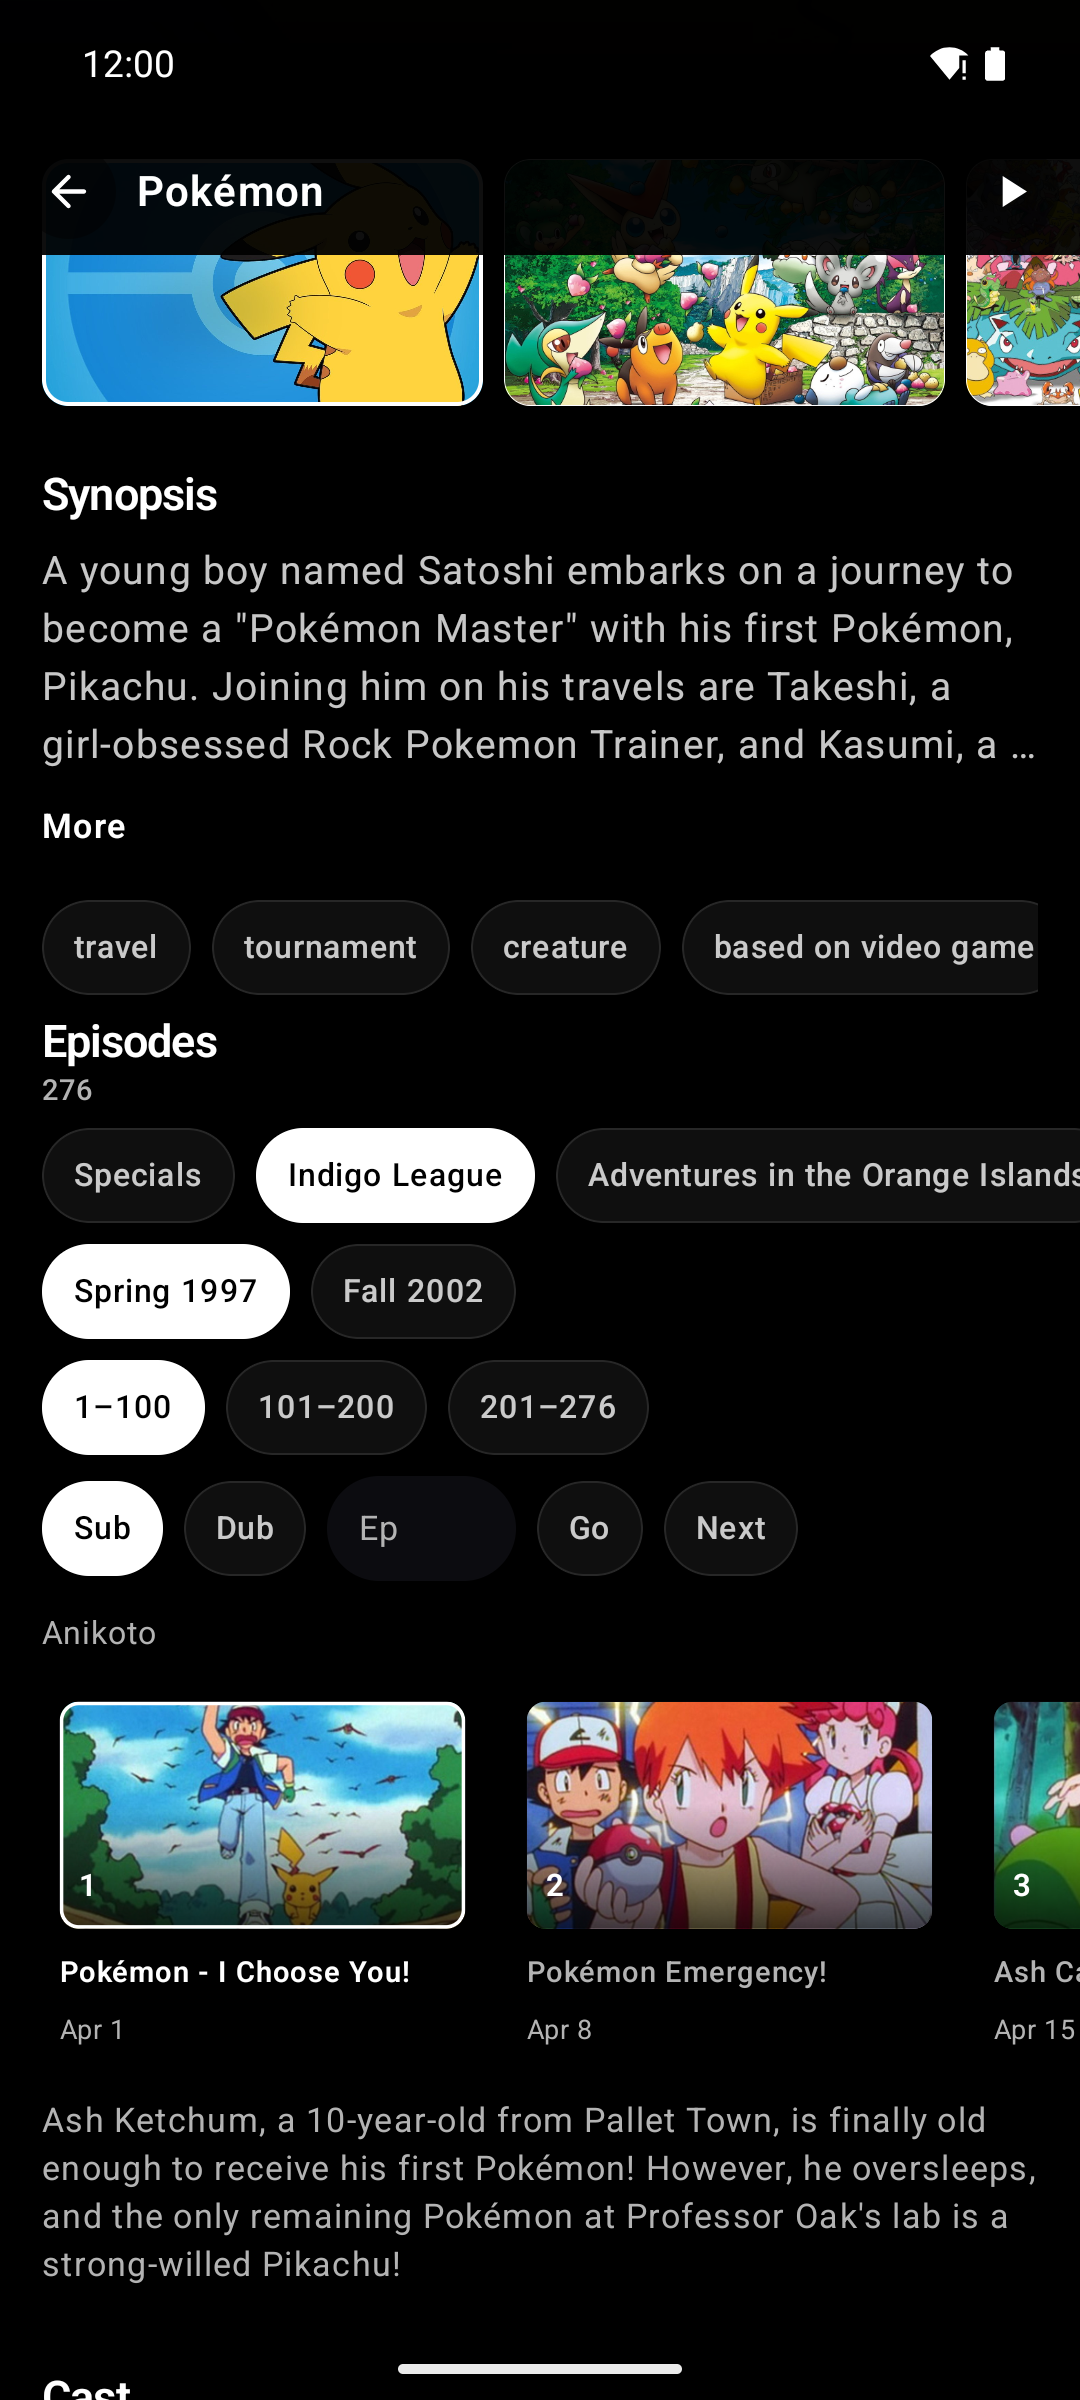 12:00
Pokémon
Synopsis
A young boy named Satoshi embarks on a journey to
become a "Pokémon Master" with his first Pokémon,
Pikachu. Joining him on his travels are Takeshi, a
girl-obsessed Rock Pokemon Trainer, and Kasumi, a …
More
travel tournament creature based on video game
Episodes
276
Specials Indigo League Adventures in the Orange Islands
Spring 1997 Fall 2002
1–100 101–200 201–276
Sub Dub Ep Go Next
Anikoto
1 2 3
Pokémon - I Choose You! Pokémon Emergency! Ash Ca
Apr 1 Apr 8 Apr 15
Ash Ketchum, a 10-year-old from Pallet Town, is finally old
enough to receive his first Pokémon! However, he oversleeps,
and the only remaining Pokémon at Professor Oak's lab is a
strong-willed Pikachu!
Cast